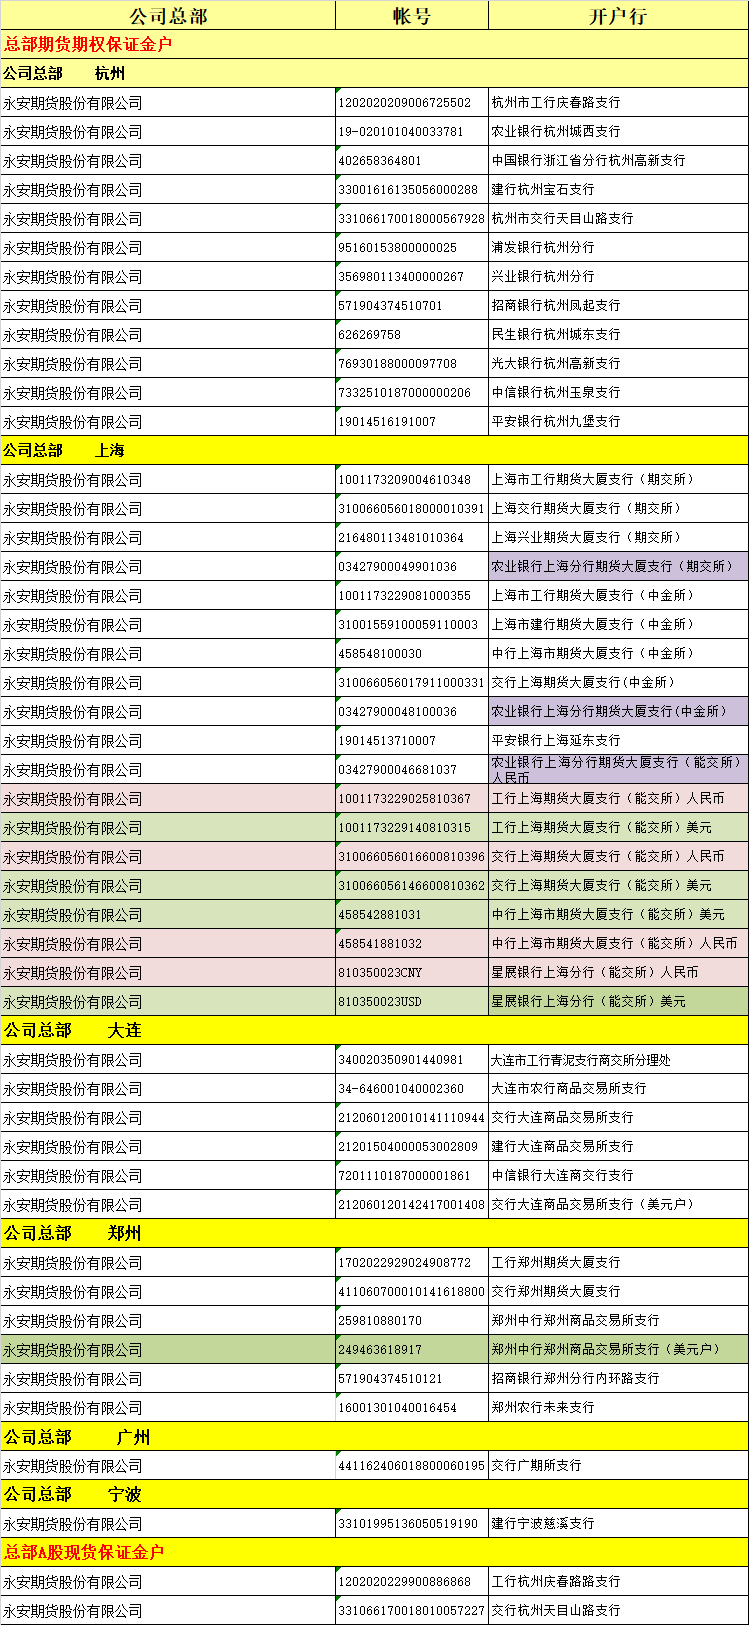 公司总部 帐号 开户行
总部期货期权保证金户
公司总部 杭州
永安期货股份有限公司 1202020209006725502 杭州市工行庆春路支行
永安期货股份有限公司 19-020101040033781 农业银行杭州城西支行
永安期货股份有限公司 402658364801 中国银行浙江省分行杭州高新支行
永安期货股份有限公司 33001616135056000288 建行杭州宝石支行
永安期货股份有限公司 331066170018000567928 杭州市交行天目山路支行
永安期货股份有限公司 95160153800000025 浦发银行杭州分行
永安期货股份有限公司 356980113400000267 兴业银行杭州分行
永安期货股份有限公司 571904374510701 招商银行杭州凤起支行
永安期货股份有限公司 626269758 民生银行杭州城东支行
永安期货股份有限公司 76930188000097708 光大银行杭州高新支行
永安期货股份有限公司 7332510187000000206 中信银行杭州玉泉支行
永安期货股份有限公司 19014516191007 平安银行杭州九堡支行
公司总部 上海
永安期货股份有限公司 1001173209004610348 上海市工行期货大厦支行（期交所）
永安期货股份有限公司 310066056018000010391 上海交行期货大厦支行（期交所）
永安期货股份有限公司 216480113481010364 上海兴业期货大厦支行（期交所）
永安期货股份有限公司 03427900049901036 农业银行上海分行期货大厦支行（期交所）
永安期货股份有限公司 1001173229081000355 上海市工行期货大厦支行（中金所）
永安期货股份有限公司 31001559100059110003 上海市建行期货大厦支行（中金所）
永安期货股份有限公司 458548100030 中行上海市期货大厦支行（中金所）
永安期货股份有限公司 310066056017911000331 交行上海期货大厦支行(中金所）
永安期货股份有限公司 03427900048100036 农业银行上海分行期货大厦支行(中金所）
永安期货股份有限公司 19014513710007 平安银行上海延东支行
永安期货股份有限公司 03427900046681037 农业银行上海分行期货大厦支行（能交所）
人民币
永安期货股份有限公司 1001173229025810367 工行上海期货大厦支行（能交所）人民币
永安期货股份有限公司 1001173229140810315 工行上海期货大厦支行（能交所）美元
永安期货股份有限公司 310066056016600810396 交行上海期货大厦支行（能交所）人民币
永安期货股份有限公司 310066056146600810362 交行上海期货大厦支行（能交所）美元
永安期货股份有限公司 458542881031 中行上海市期货大厦支行（能交所）美元
永安期货股份有限公司 458541881032 中行上海市期货大厦支行（能交所）人民币
永安期货股份有限公司 810350023CNY 星展银行上海分行（能交所）人民币
永安期货股份有限公司 810350023USD 星展银行上海分行（能交所）美元
公司总部 大连
永安期货股份有限公司 340020350901440981 大连市工行青泥支行商交所分理处
永安期货股份有限公司 34-646001040002360 大连市农行商品交易所支行
永安期货股份有限公司 212060120010141110944 交行大连商品交易所支行
永安期货股份有限公司 21201504000053002809 建行大连商品交易所支行
永安期货股份有限公司 7201110187000001861 中信银行大连商交行支行
永安期货股份有限公司 212060120142417001408 交行大连商品交易所支行（美元户）
公司总部 郑州
永安期货股份有限公司 1702022929024908772 工行郑州期货大厦支行
永安期货股份有限公司 411060700010141618800 交行郑州期货大厦支行
永安期货股份有限公司 259810880170 郑州中行郑州商品交易所支行
永安期货股份有限公司 249463618917 郑州中行郑州商品交易所支行（美元户）
永安期货股份有限公司 571904374510121 招商银行郑州分行内环路支行
永安期货股份有限公司 16001301040016454 郑州农行未来支行
公司总部 广州
永安期货股份有限公司 441162406018800060195 交行广期所支行
公司总部 宁波
永安期货股份有限公司 33101995136050519190 建行宁波慈溪支行
总部A股现货保证金户
永安期货股份有限公司 1202020229900886868 工行杭州庆春路路支行
永安期货股份有限公司 331066170018010057227 交行杭州天目山路支行